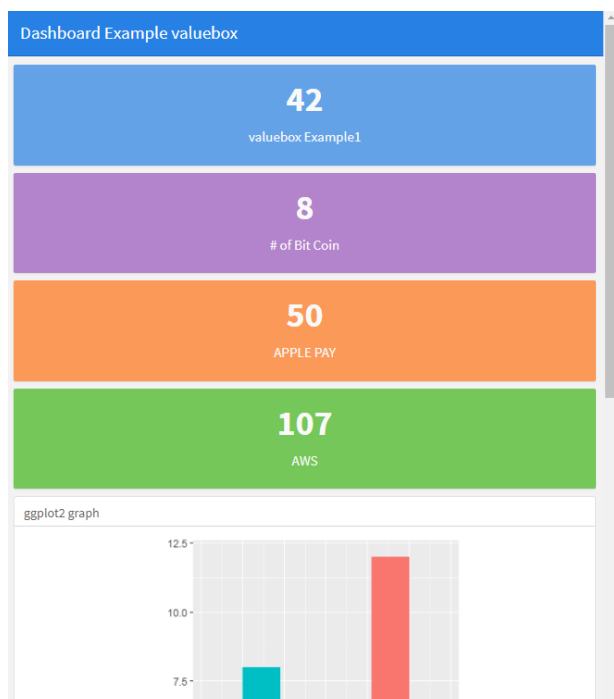 Dashboard Example valuebox
42
valuebox Example1
8
# of Bit Coin
50
APPLE PAY
107
AWS
ggplot2 graph
12.5
10.0
7.5